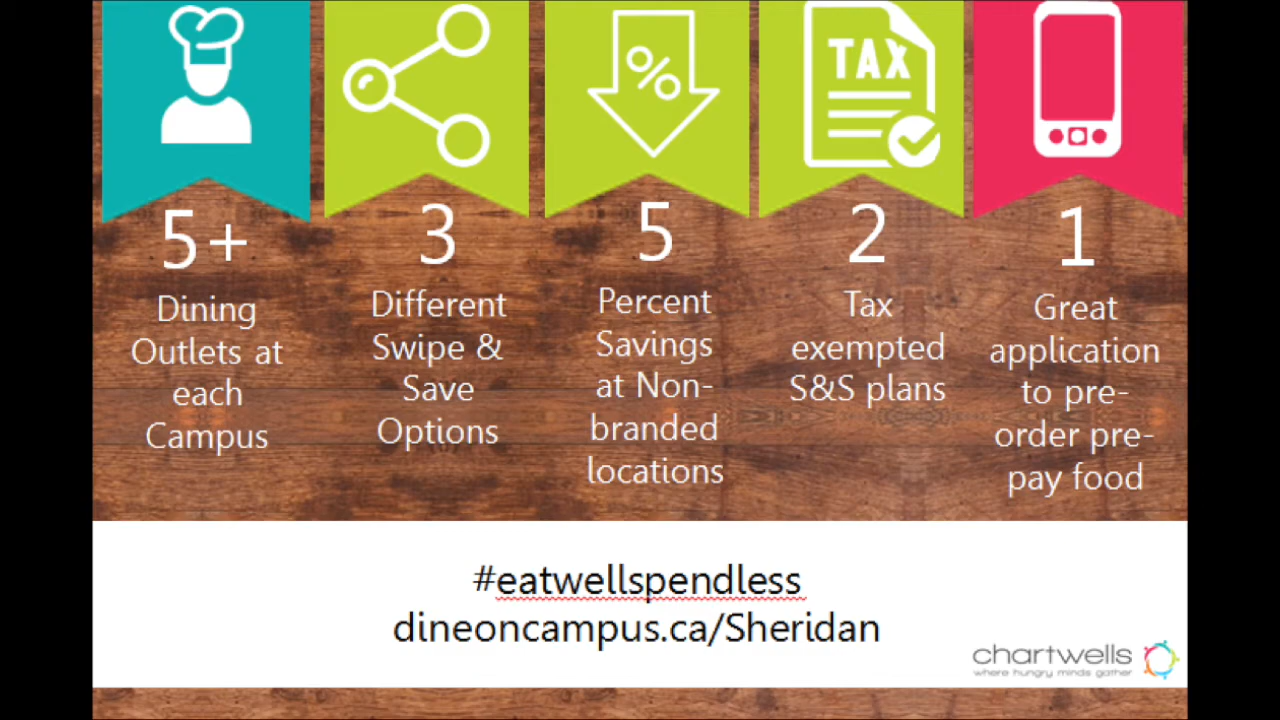 %
TAX
5+
Dining
Outlets at
each
Campus
3
Different
Swipe &
Save
Options
5
Percent
Savings
at Non-
branded
locations
2
Tax
exempted
S&S plans
1
Great
application
to pre-
order pre-
pay food
#eatwellspendless
dineoncampus.ca/Sheridan
chartwells
where hungry minds gather